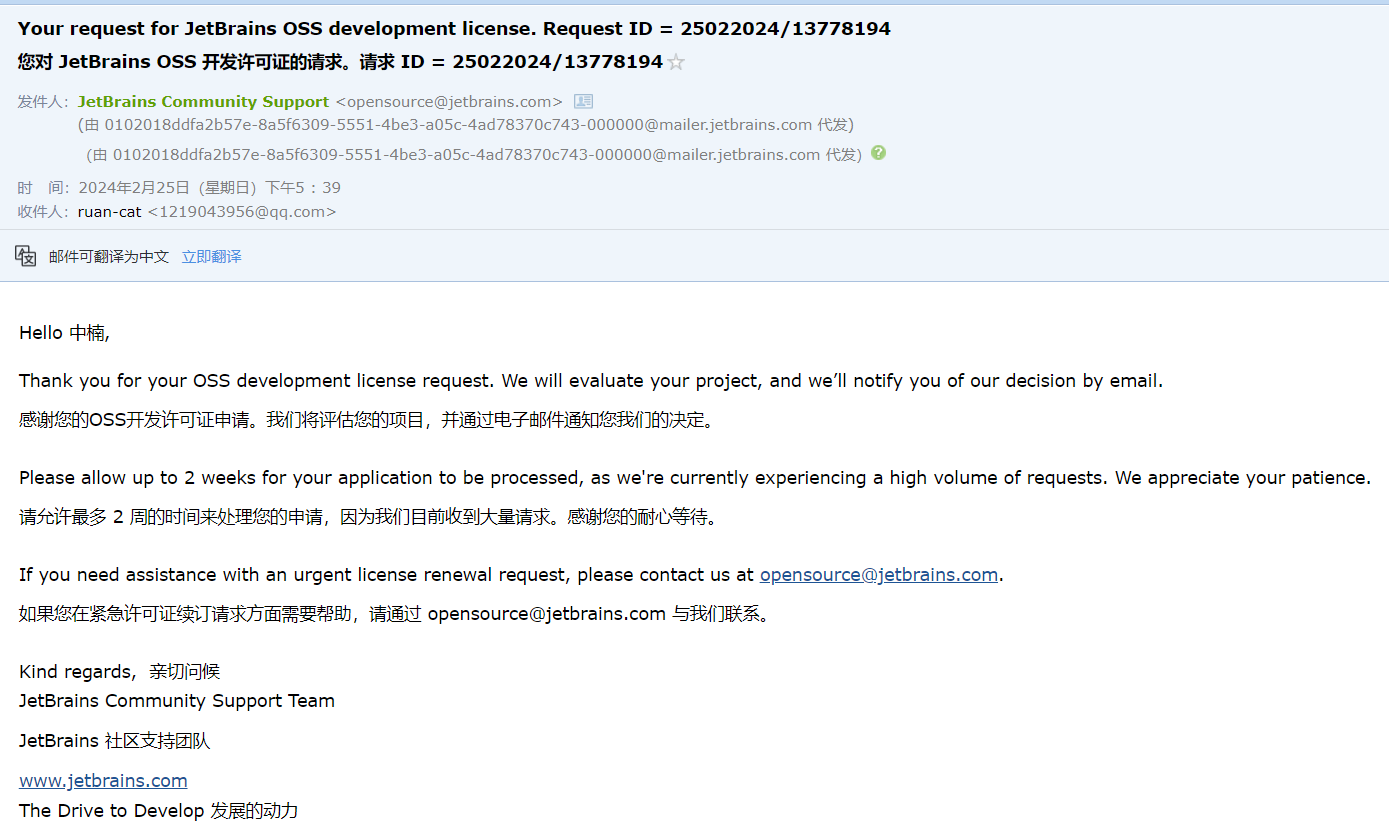 Your request for JetBrains OSS development license. Request ID = 25022024/13778194
您对 JetBrains OSS 开发许可证的请求。请求 ID = 25022024/13778194
发件人：JetBrains Community Support <opensource@jetbrains.com>
(由 0102018ddfa2b57e-8a5f6309-5551-4be3-a05c-4ad78370c743-000000@mailer.jetbrains.com 代发)
(由 0102018ddfa2b57e-8a5f6309-5551-4be3-a05c-4ad78370c743-000000@mailer.jetbrains.com 代发) ?
时 间：2024年2月25日（星期日）下午5：39
收件人：ruan-cat <1219043956@qq.com>
邮件可翻译为中文 立即翻译
Hello 中楠,
Thank you for your OSS development license request. We will evaluate your project, and we’ll notify you of our decision by email.
感谢您的OSS开发许可证申请。我们将评估您的项目，并通过电子邮件通知您我们的决定。
Please allow up to 2 weeks for your application to be processed, as we're currently experiencing a high volume of requests. We appreciate your patience.
请允许最多 2 周的时间来处理您的申请，因为我们目前收到大量请求。感谢您的耐心等待。
If you need assistance with an urgent license renewal request, please contact us at opensource@jetbrains.com.
如果您在紧急许可证续订请求方面需要帮助，请通过 opensource@jetbrains.com 与我们联系。
Kind regards, 亲切问候
JetBrains Community Support Team
JetBrains 社区支持团队
www.jetbrains.com
The Drive to Develop 发展的动力